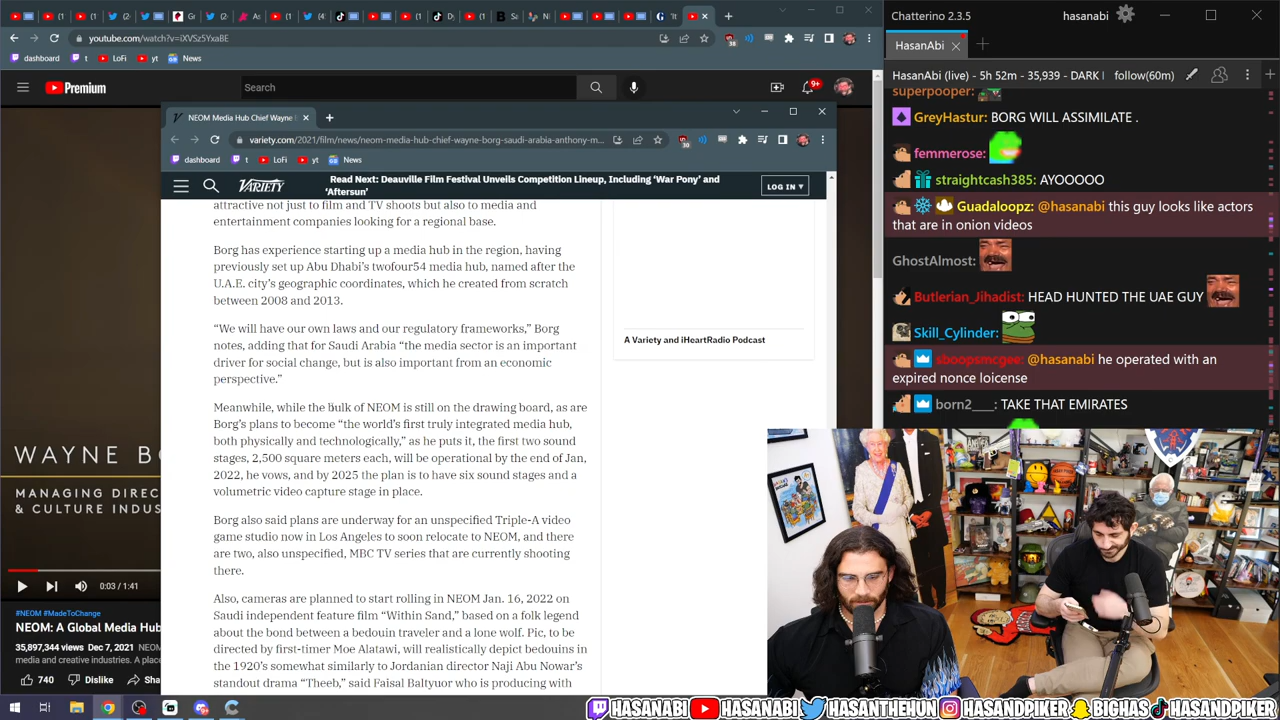 youtube.com/watch?v=iXVSz5YxaBE
dashboard
t
LoFi
yt
News
Premium
Search
9+
NEOM Media Hub Chief Wayne
variety.com/2021/film/news/neom-media-hub-chief-wayne-borg-saudi-arabia-anthony-m...
dashboard
t
LoFi
yt
News
VARIETY
Read Next: Deauville Film Festival Unveils Competition Lineup, Including 'War Pony' and
'Aftersun'
LOG IN
attractive not just to film and TV shoots but also to media and
entertainment companies looking for a regional base.
Borg has experience starting up a media hub in the region, having
previously set up Abu Dhabi's twofour54 media hub, named after the
U.A.E. city's geographic coordinates, which he created from scratch
between 2008 and 2013.
“We will have our own laws and our regulatory frameworks,” Borg
notes, adding that for Saudi Arabia “the media sector is an important
driver for social change, but is also important from an economic
perspective.”
Meanwhile, while the bulk of NEOM is still on the drawing board, as are
Borg's plans to become “the world's first truly integrated media hub,
both physically and technologically,” as he puts it, the first two sound
stages, 2,500 square meters each, will be operational by the end of Jan,
2022, he vows, and by 2025 the plan is to have six sound stages and a
volumetric video capture stage in place.
Borg also said plans are underway for an unspecified Triple-A video
game studio now in Los Angeles to soon relocate to NEOM, and there
are two, also unspecified, MBC TV series that are currently shooting
there.
Also, cameras are planned to start rolling in NEOM Jan. 16, 2022 on
Saudi independent feature film “Within Sand,” based on a folk legend
about the bond between a bedouin traveler and a lone wolf. Pic, to be
directed by first-timer Moe Alatawi, will realistically depict bedouins in
the 1920's somewhat similarly to Jordanian director Naji Abu Nowar's
standout drama “Theeb,” said Faisal Baltyuor who is producing with
A Variety and iHeartRadio Podcast
WAYNE BO
MANAGING DIREC
& CULTURE INDUS
0:03 / 1:41
#NEOM #MadeToChange
NEOM: A Global Media Hub
35,897,344 views Dec 7, 2021 NEOM
media and creative industries. A place
740
Dislike
Sha
Chatterino 2.3.5
hasanabi
HasanAbi
HasanAbi (live) - 5h 52m - 35,939 - DARK
follow(60m)
superpooper:
GreyHastur: BORG WILL ASSIMILATE .
femmerose:
straightcash385: AYOOOOO
Guadaloopz: @hasanabi this guy looks like actors
that are in onion videos
GhostAlmost:
Butlerian_Jihadist: HEAD HUNTED THE UAE GUY
Skill_Cylinder:
sboopsmcgee: @hasanabi he operated with an
expired nonce loicense
born2___: TAKE THAT EMIRATES
HASANABI
HASANABI
HASANTHEHUN
HASANDPIKER
BIGHAS
HASANDPIKER